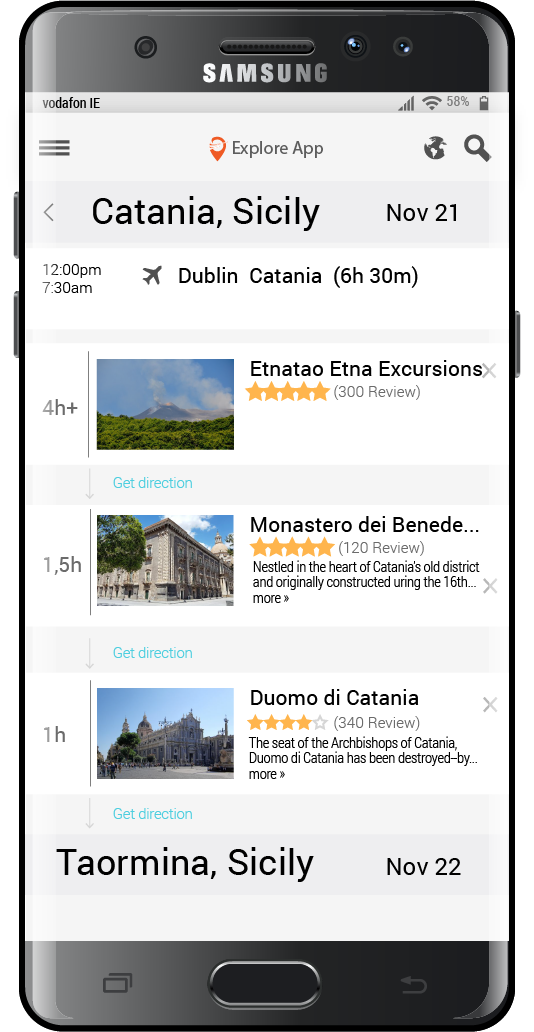 SAMSUNG
vodafon IE 58%
Explore App
Catania, Sicily Nov 21
12:00pm
7:30am
Dublin Catania (6h 30m)
Etnatao Etna Excursions
(300 Review)
4h+
Get direction
Monastero dei Benede...
(120 Review)
1,5h
Nestled in the heart of Catania's old district
and originally constructed uring the 16th...
more »
Get direction
Duomo di Catania
(340 Review)
1h
The seat of the Archbishops of Catania,
Duomo di Catania has been destroyed–by...
more »
Get direction
Taormina, Sicily Nov 22